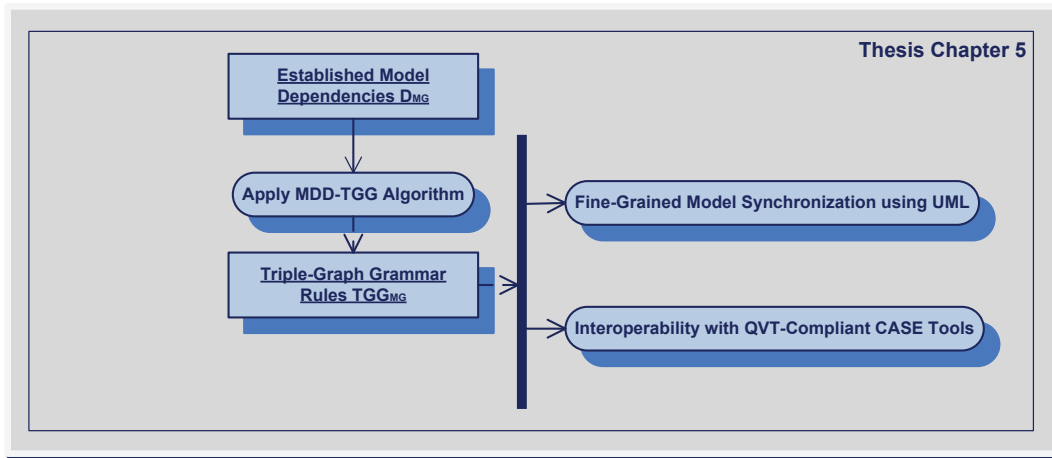 Thesis Chapter 5
Established Model
Dependencies DMG
Apply MDD-TGG Algorithm
Triple-Graph Grammar
Rules TGGMG
Fine-Grained Model Synchronization using UML
Interoperability with QVT-Compliant CASE Tools